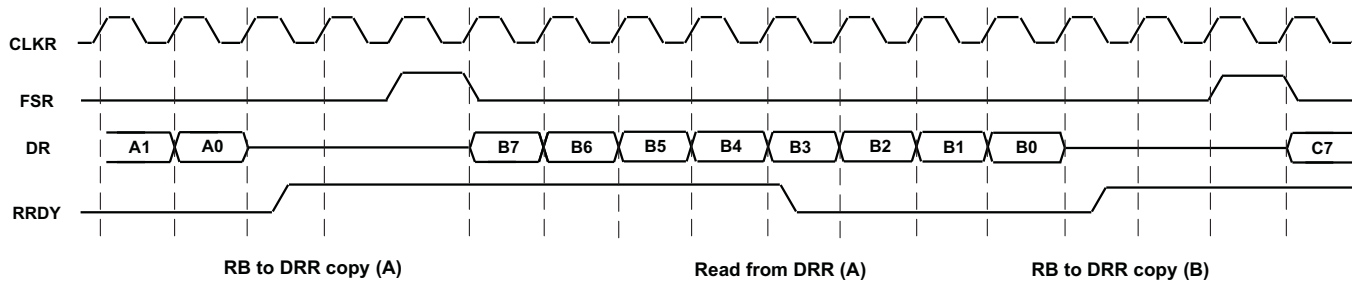 CLKR
FSR
DR A1 A0 B7 B6 B5 B4 B3 B2 B1 B0 C7
RRDY
RB to DRR copy (A) Read from DRR (A) RB to DRR copy (B)